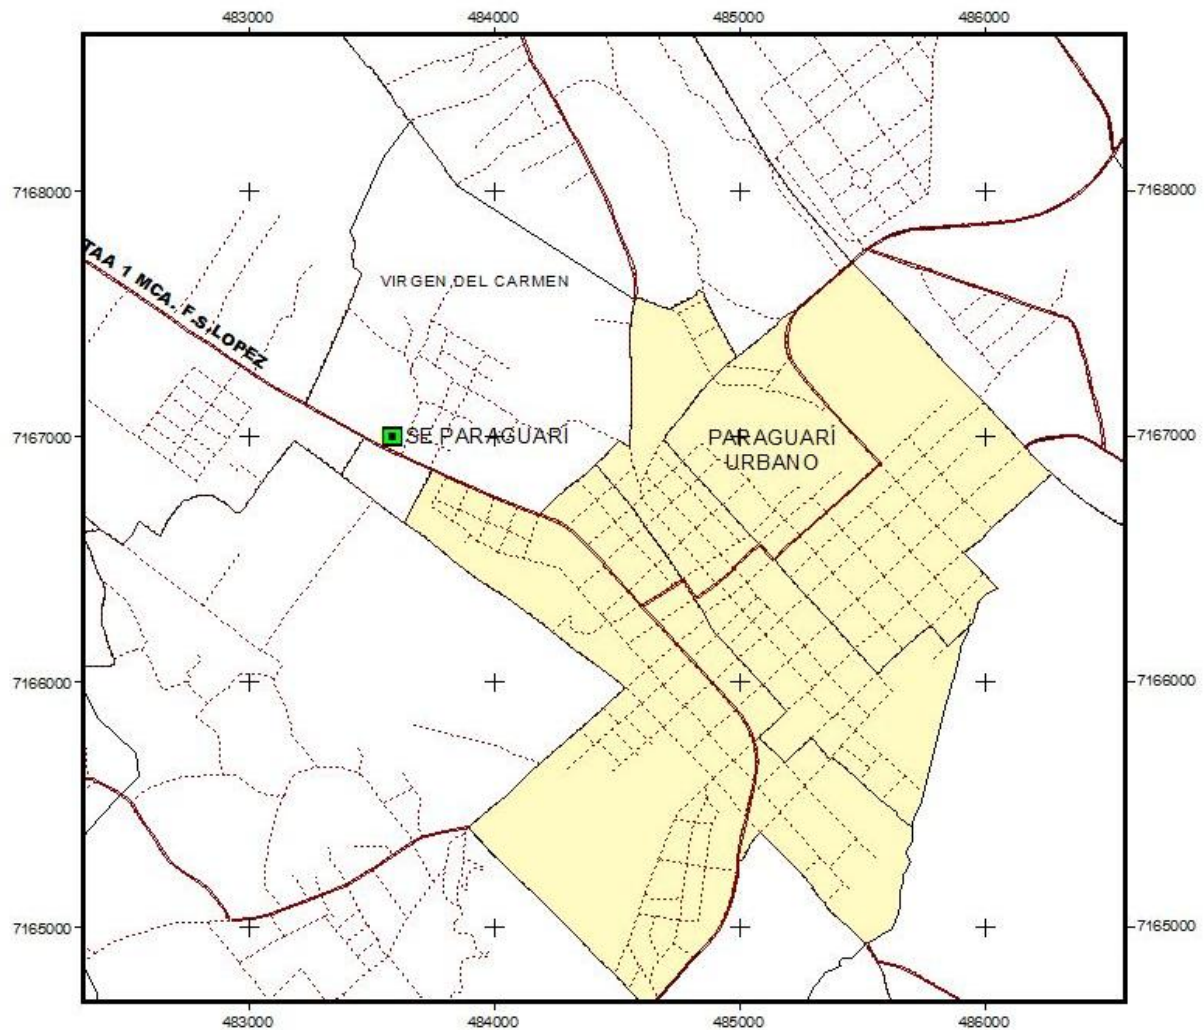 483000 484000 485000 486000
7168000 7168000
TAA 1 MCA. F.S.LOPEZ
VIRGEN DEL CARMEN
7167000 SE PARAGUARÍ PARAGUARÍ 7167000
URBANO
7166000 7166000
7165000 7165000
483000 484000 485000 486000